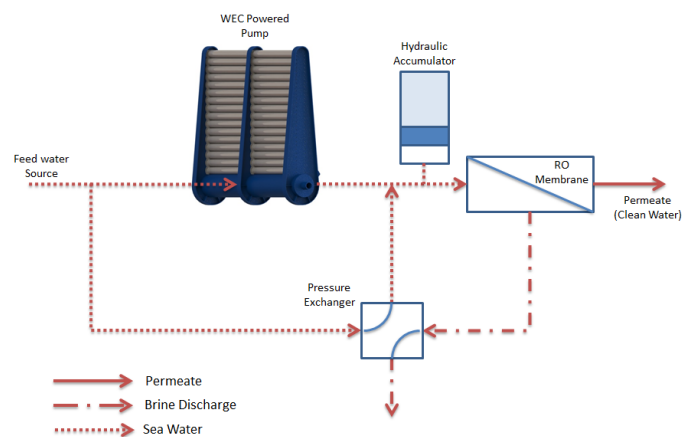 WEC Powered
Pump
Hydraulic
Accumulator
Feed water
Source
RO
Membrane
Permeate
(Clean Water)
Pressure
Exchanger
Permeate
Brine Discharge
Sea Water